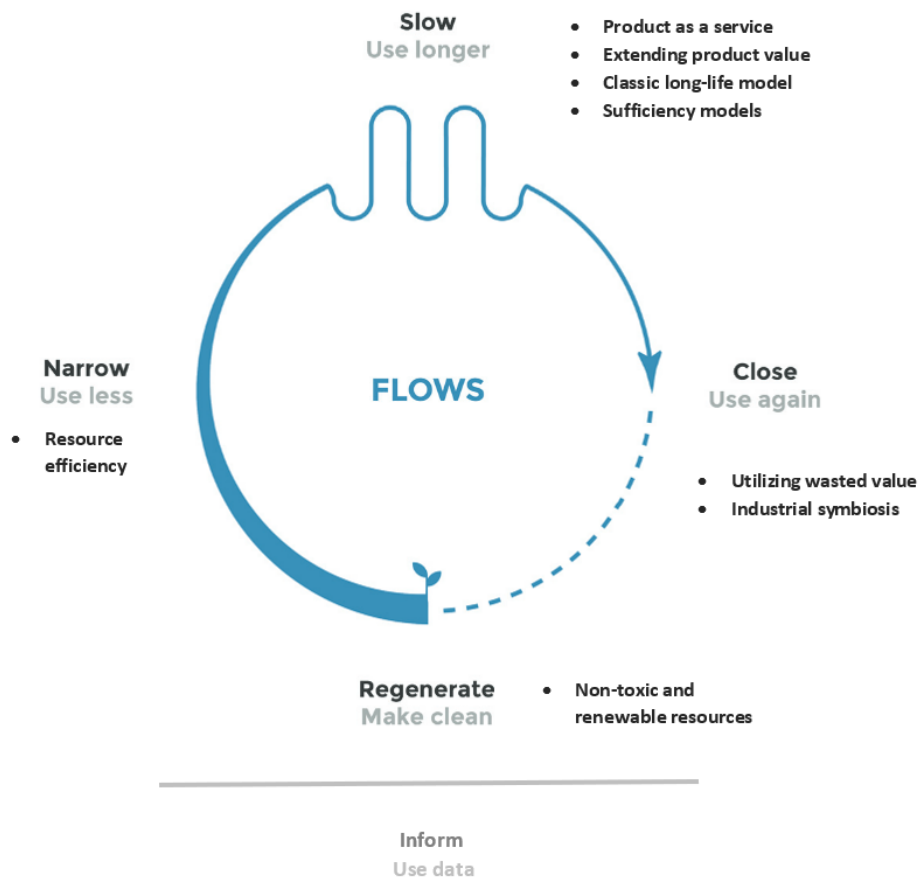 Slow
Use longer
• Product as a service
• Extending product value
• Classic long-life model
• Sufficiency models
Narrow
Use less
• Resource
efficiency
FLOWS
Close
Use again
• Utilizing wasted value
• Industrial symbiosis
Regenerate
Make clean
• Non-toxic and
renewable resources
Inform
Use data